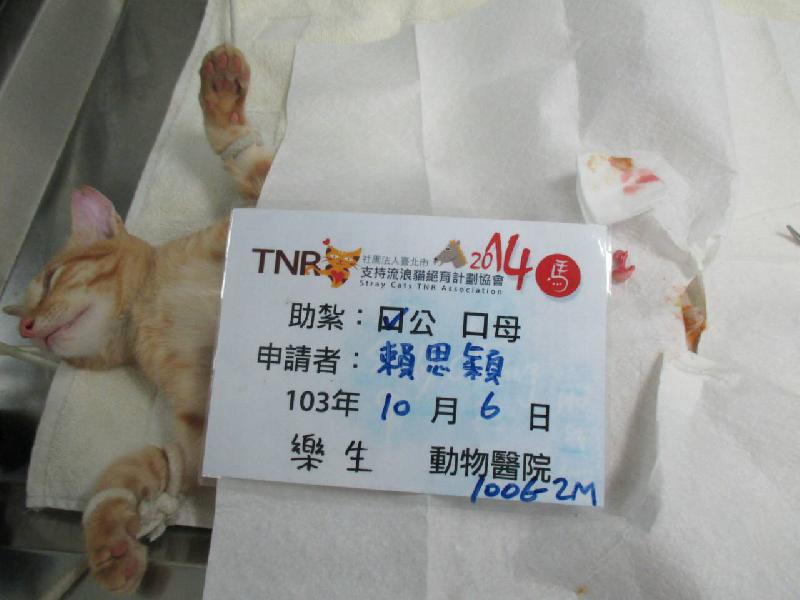 TNR 社團法人臺北市 2014 馬
支持流浪貓絕育計劃協會
Stray Cats TNR Association
助紮：☑公 口母
申請者：賴思穎
103年 10 月 6 日
樂生 動物醫院
1006-2M